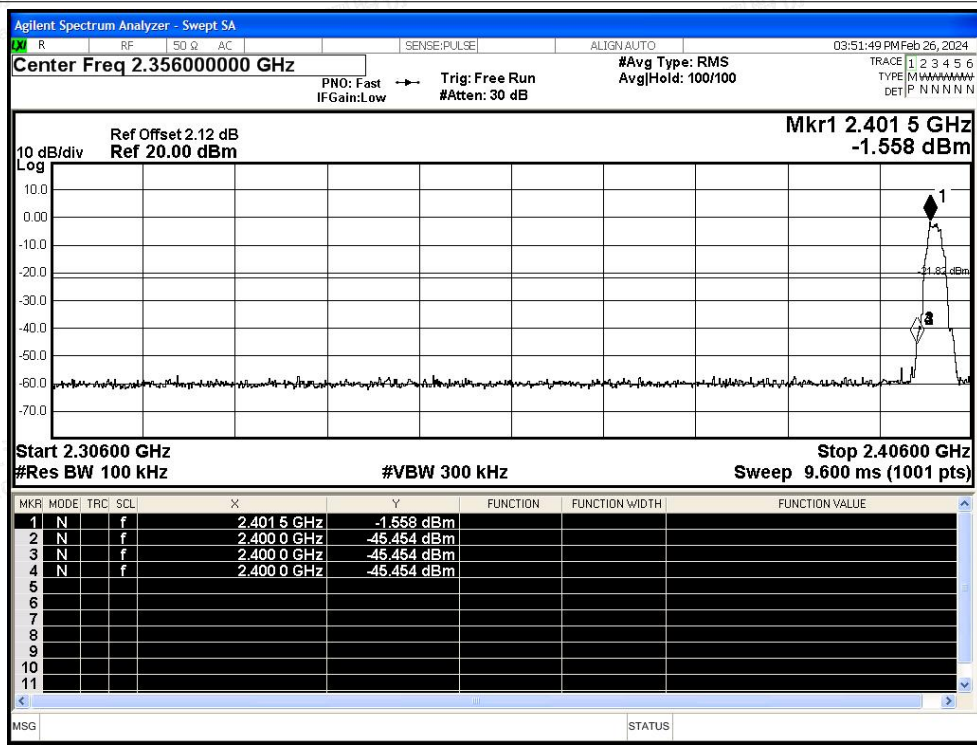 Agilent Spectrum Analyzer - Swept SA
LXI R RF 50 Ω AC SENSE:PULSE ALIGN AUTO 03:51:49 PM Feb 26, 2024
Center Freq 2.356000000 GHz
PNO: Fast
IFGain:Low
Trig: Free Run
#Atten: 30 dB
#Avg Type: RMS
Avg|Hold: 100/100
TRACE 1 2 3 4 5 6
TYPE M
DET P N N N N N
Mkr1 2.401 5 GHz
-1.558 dBm
Ref Offset 2.12 dB
Ref 20.00 dBm
10 dB/div
Log
10.0
0.00
-10.0
-20.0
-30.0
-40.0
-50.0
-60.0
-70.0
1
-21.82 dBm
Start 2.30600 GHz Stop 2.40600 GHz
#Res BW 100 kHz #VBW 300 kHz Sweep 9.600 ms (1001 pts)
MKR MODE TRC SCL X Y FUNCTION FUNCTION WIDTH FUNCTION VALUE
1 N f 2.401 5 GHz -1.558 dBm
2 N f 2.400 0 GHz -45.454 dBm
3 N f 2.400 0 GHz -45.454 dBm
4 N f 2.400 0 GHz -45.454 dBm
5
6
7
8
9
10
11
MSG STATUS